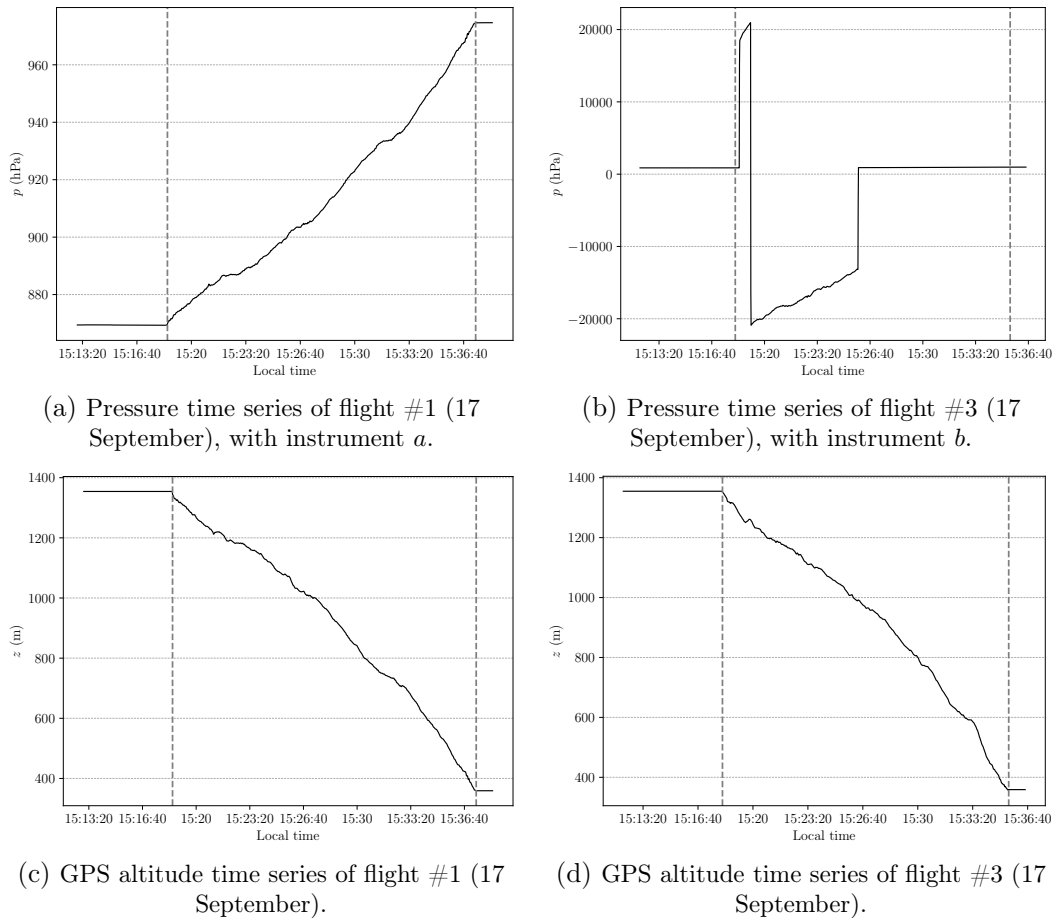 960
940
920
900
880
p (hPa)
15:13:20 15:16:40 15:20 15:23:20 15:26:40 15:30 15:33:20 15:36:40
Local time
(a) Pressure time series of flight #1 (17
September), with instrument a.
20000
10000
0
−10000
−20000
p (hPa)
15:13:20 15:16:40 15:20 15:23:20 15:26:40 15:30 15:33:20 15:36:40
Local time
(b) Pressure time series of flight #3 (17
September), with instrument b.
1400
1200
1000
800
600
400
z (m)
15:13:20 15:16:40 15:20 15:23:20 15:26:40 15:30 15:33:20 15:36:40
Local time
(c) GPS altitude time series of flight #1 (17
September).
1400
1200
1000
800
600
400
z (m)
15:13:20 15:16:40 15:20 15:23:20 15:26:40 15:30 15:33:20 15:36:40
Local time
(d) GPS altitude time series of flight #3 (17
September).